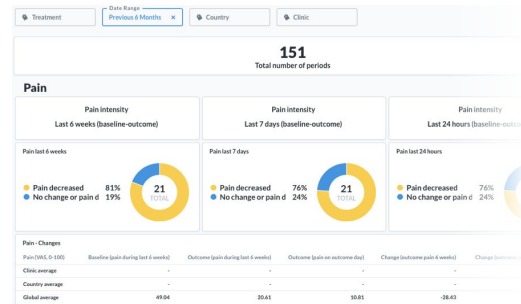 Treatment
Date Range
Previous 6 Months ×
Country
Clinic
151
Total number of periods
Pain
Pain intensity
Last 6 weeks (baseline-outcome)
Pain intensity
Last 7 days (baseline-outcome)
Pain intensity
Last 24 hours (baseline-outco
Pain last 6 weeks
Pain decreased 81%
No change or pain d 19%
21
TOTAL
Pain last 7 days
Pain decreased 76%
No change or pain d 24%
21
TOTAL
Pain last 24 hours
Pain decreased 76%
No change or pain d 24%
Pain - Changes
Pain (VAS, 0-100) Baseline (pain during last 6 weeks) Outcome (pain during last 6 weeks) Outcome (pain on outcome day) Change (outcome pain 6 weeks) Change
Clinic average - - - -
Country average - - - -
Global average 49.04 20.61 10.81 -28.43